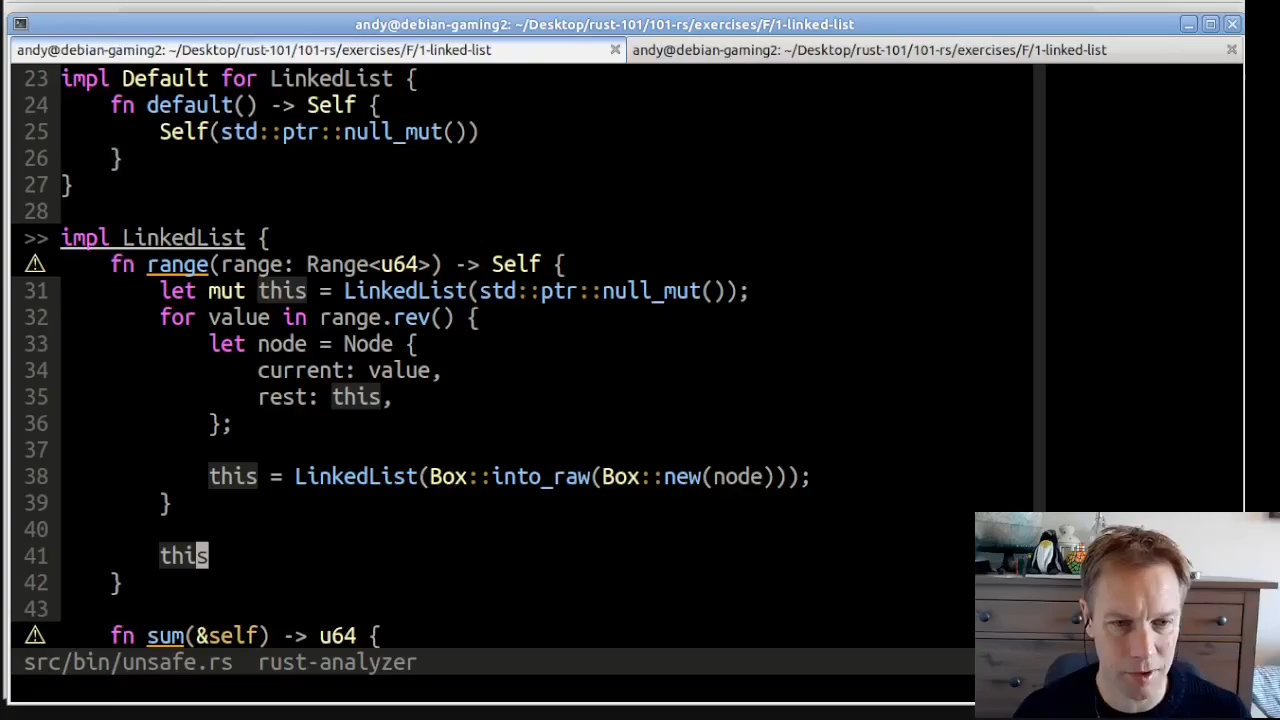 andy@debian-gaming2: ~/Desktop/rust-101/101-rs/exercises/F/1-linked-list
andy@debian-gaming2: ~/Desktop/rust-101/101-rs/exercises/F/1-linked-list
andy@debian-gaming2: ~/Desktop/rust-101/101-rs/exercises/F/1-linked-list
23 impl Default for LinkedList {
24     fn default() -> Self {
25         Self(std::ptr::null_mut())
26     }
27 }
28
>> impl LinkedList {
⚠     fn range(range: Range<u64>) -> Self {
31         let mut this = LinkedList(std::ptr::null_mut());
32         for value in range.rev() {
33             let node = Node {
34                 current: value,
35                 rest: this,
36             };
37
38             this = LinkedList(Box::into_raw(Box::new(node)));
39         }
40
41         this
42     }
43
⚠     fn sum(&self) -> u64 {
src/bin/unsafe.rs  rust-analyzer